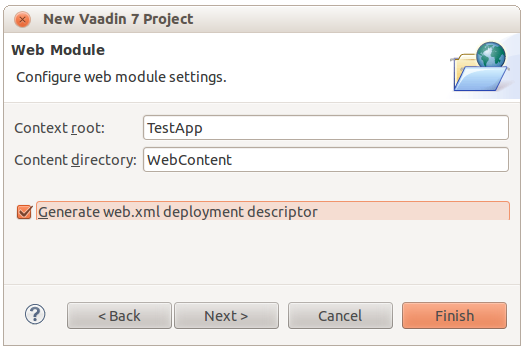 New Vaadin 7 Project
Web Module
Configure web module settings.
Context root: TestApp
Content directory: WebContent
Generate web.xml deployment descriptor
? < Back Next > Cancel Finish